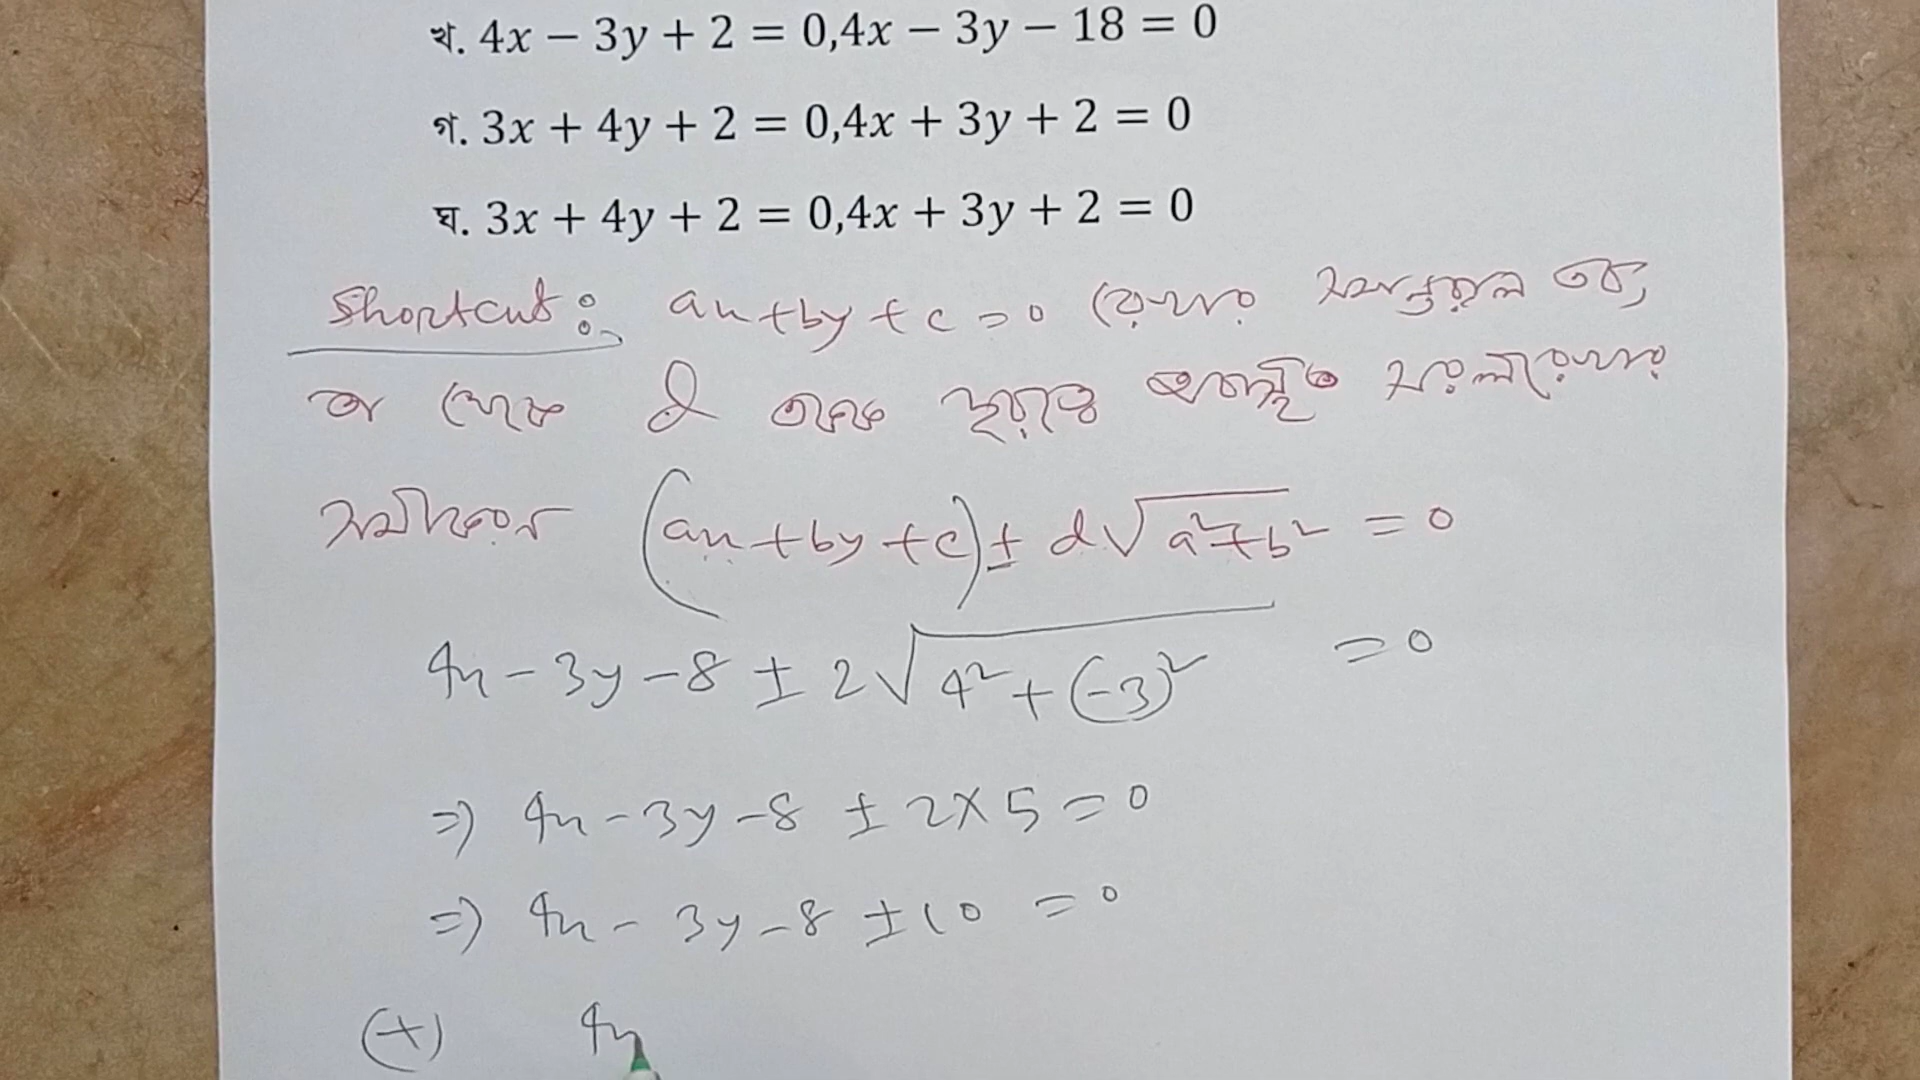 খ. 4x − 3y + 2 = 0,4x − 3y − 18 = 0
গ. 3x + 4y + 2 = 0,4x + 3y + 2 = 0
ঘ. 3x + 4y + 2 = 0,4x + 3y + 2 = 0
Shortcut: ax+by+c=0 রেখার সমান্তরাল এবং
তা থেকে d একক দূরত্বে অবস্থিত সরলরেখার
সমীকরণ (ax+by+c) ± d√a²+b² = 0
4x-3y-8 ± 2√4²+(-3)² = 0
⇒ 4x-3y-8 ± 2×5=0
⇒ 4x-3y-8 ±10 = 0
(+) 4x